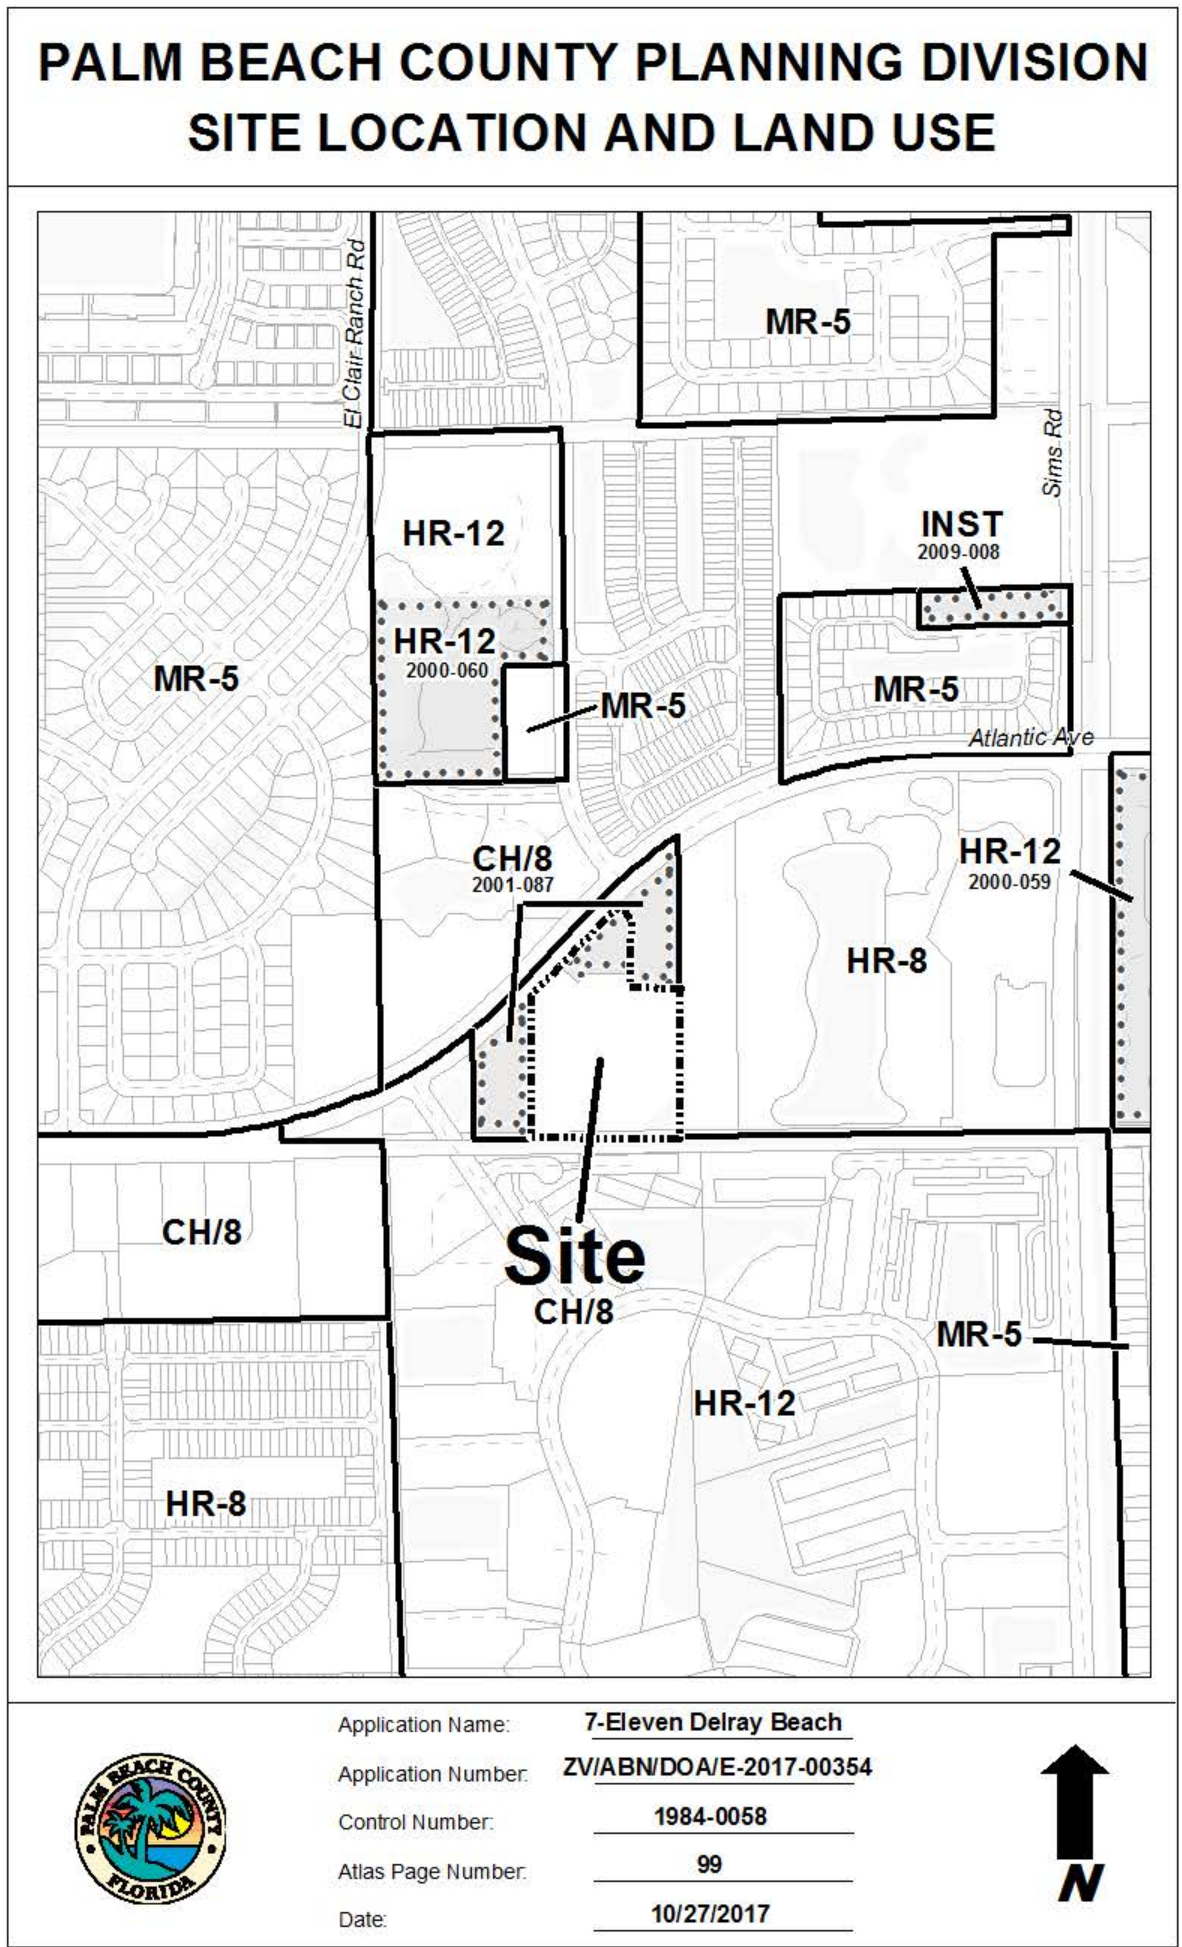 PALM BEACH COUNTY PLANNING DIVISION
SITE LOCATION AND LAND USE
El Clair Ranch Rd
MR-5
Sims Rd
HR-12
INST
2009-008
HR-12
2000-060
MR-5
MR-5
MR-5
Atlantic Ave
CH/8
2001-087
HR-12
2000-059
HR-8
CH/8
Site
CH/8
MR-5
HR-12
HR-8
Application Name: 7-Eleven Delray Beach
Application Number: ZV/ABN/DOA/E-2017-00354
Control Number: 1984-0058
Atlas Page Number: 99
Date: 10/27/2017
PALM BEACH COUNTY
FLORIDA
N